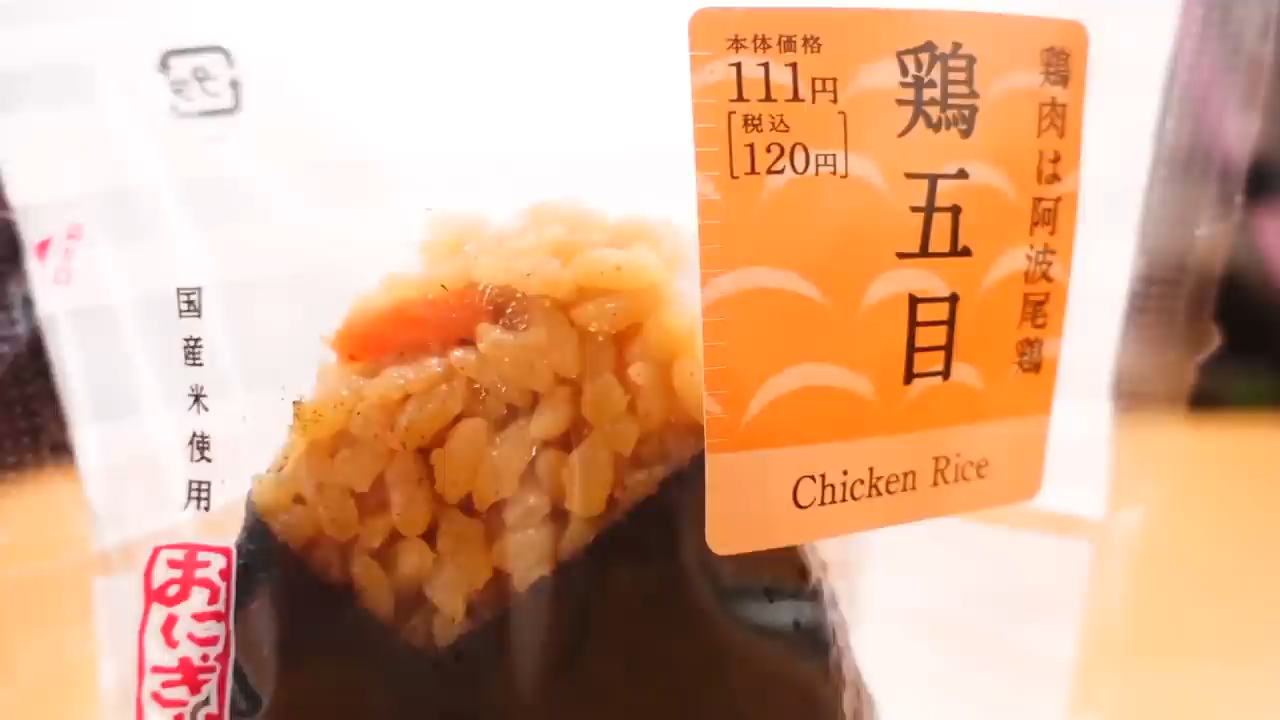 本体価格
111円
税込
120円
鶏五目
鶏肉は阿波尾鶏
Chicken Rice
国産米使用
おにぎ